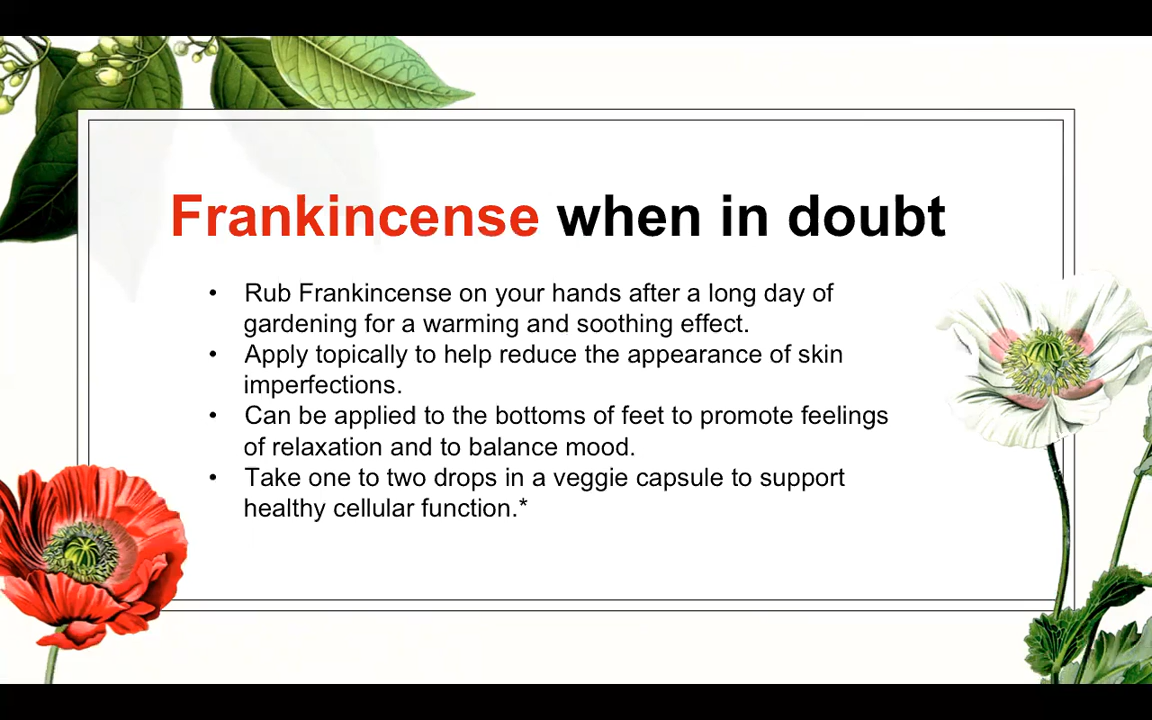 Frankincense when in doubt
• Rub Frankincense on your hands after a long day of
gardening for a warming and soothing effect.
• Apply topically to help reduce the appearance of skin
imperfections.
• Can be applied to the bottoms of feet to promote feelings
of relaxation and to balance mood.
• Take one to two drops in a veggie capsule to support
healthy cellular function.*